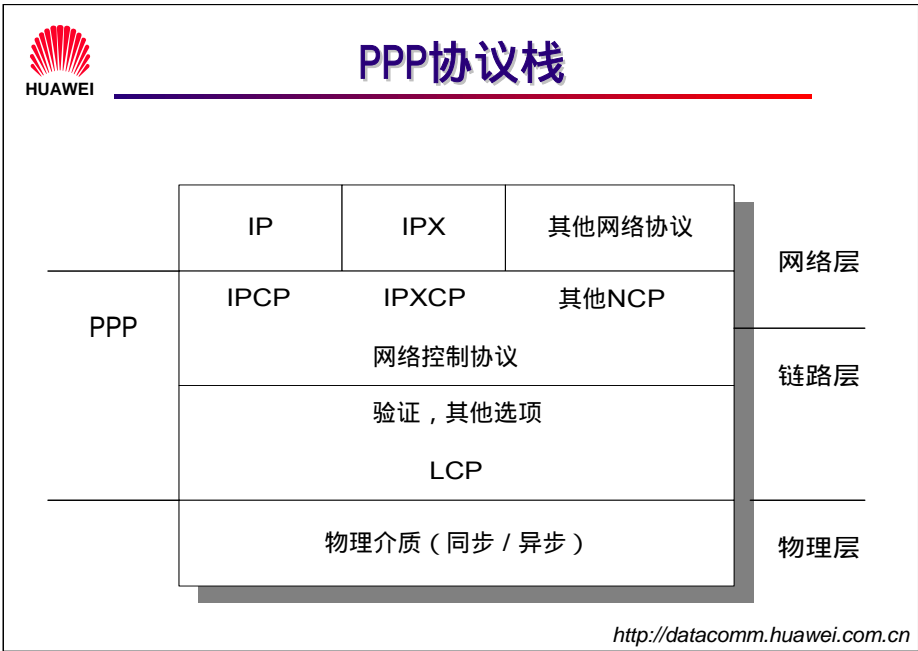 HUAWEI
PPP协议栈
IP
IPX
其他网络协议
网络层
IPCP
IPXCP
其他NCP
PPP
网络控制协议
链路层
验证，其他选项
LCP
物理介质（同步 / 异步）
物理层
http://datacomm.huawei.com.cn